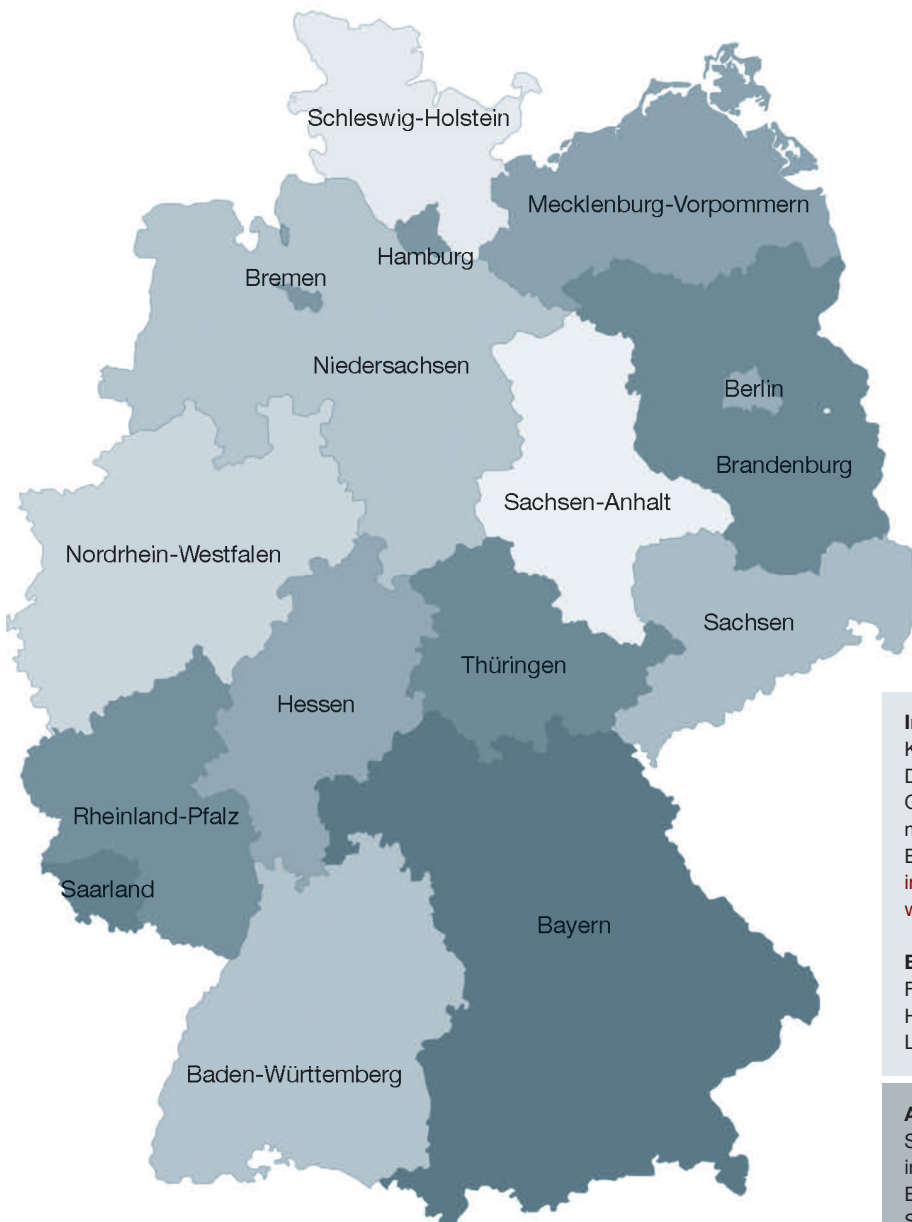 Schleswig-Holstein
Mecklenburg-Vorpommern
Hamburg
Bremen
Niedersachsen
Berlin
Brandenburg
Sachsen-Anhalt
Nordrhein-Westfalen
Sachsen
Thüringen
Hessen
Rheinland-Pfalz
Saarland
Bayern
Baden-Württemberg